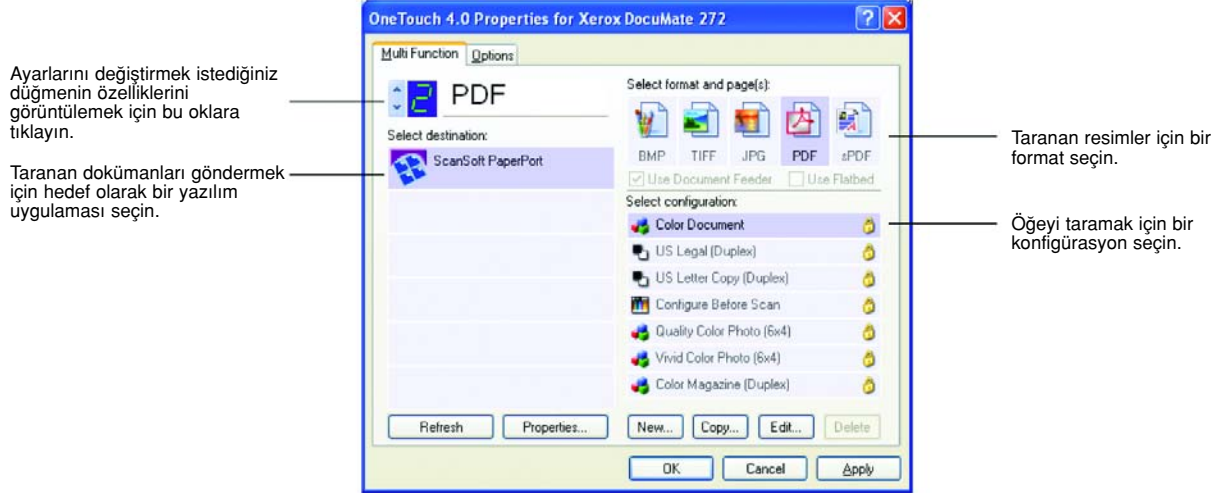 OneTouch 4.0 Properties for Xerox DocuMate 272
Multi Function
Options
Ayarlarını değiştirmek istediğiniz
düğmenin özelliklerini
görüntülemek için bu oklara
tıklayın.
2
PDF
Select destination:
ScanSoft PaperPort
Taranan dokümanları göndermek
için hedef olarak bir yazılım
uygulaması seçin.
Select format and page(s):
BMP
TIFF
JPG
PDF
sPDF
Use Document Feeder
Use Flatbed
Taranan resimler için bir
format seçin.
Select configuration:
Color Document
US Legal (Duplex)
US Letter Copy (Duplex)
Configure Before Scan
Quality Color Photo (6x4)
Vivid Color Photo (6x4)
Color Magazine (Duplex)
Öğeyi taramak için bir
konfigürasyon seçin.
Refresh
Properties...
New...
Copy...
Edit...
Delete
OK
Cancel
Apply